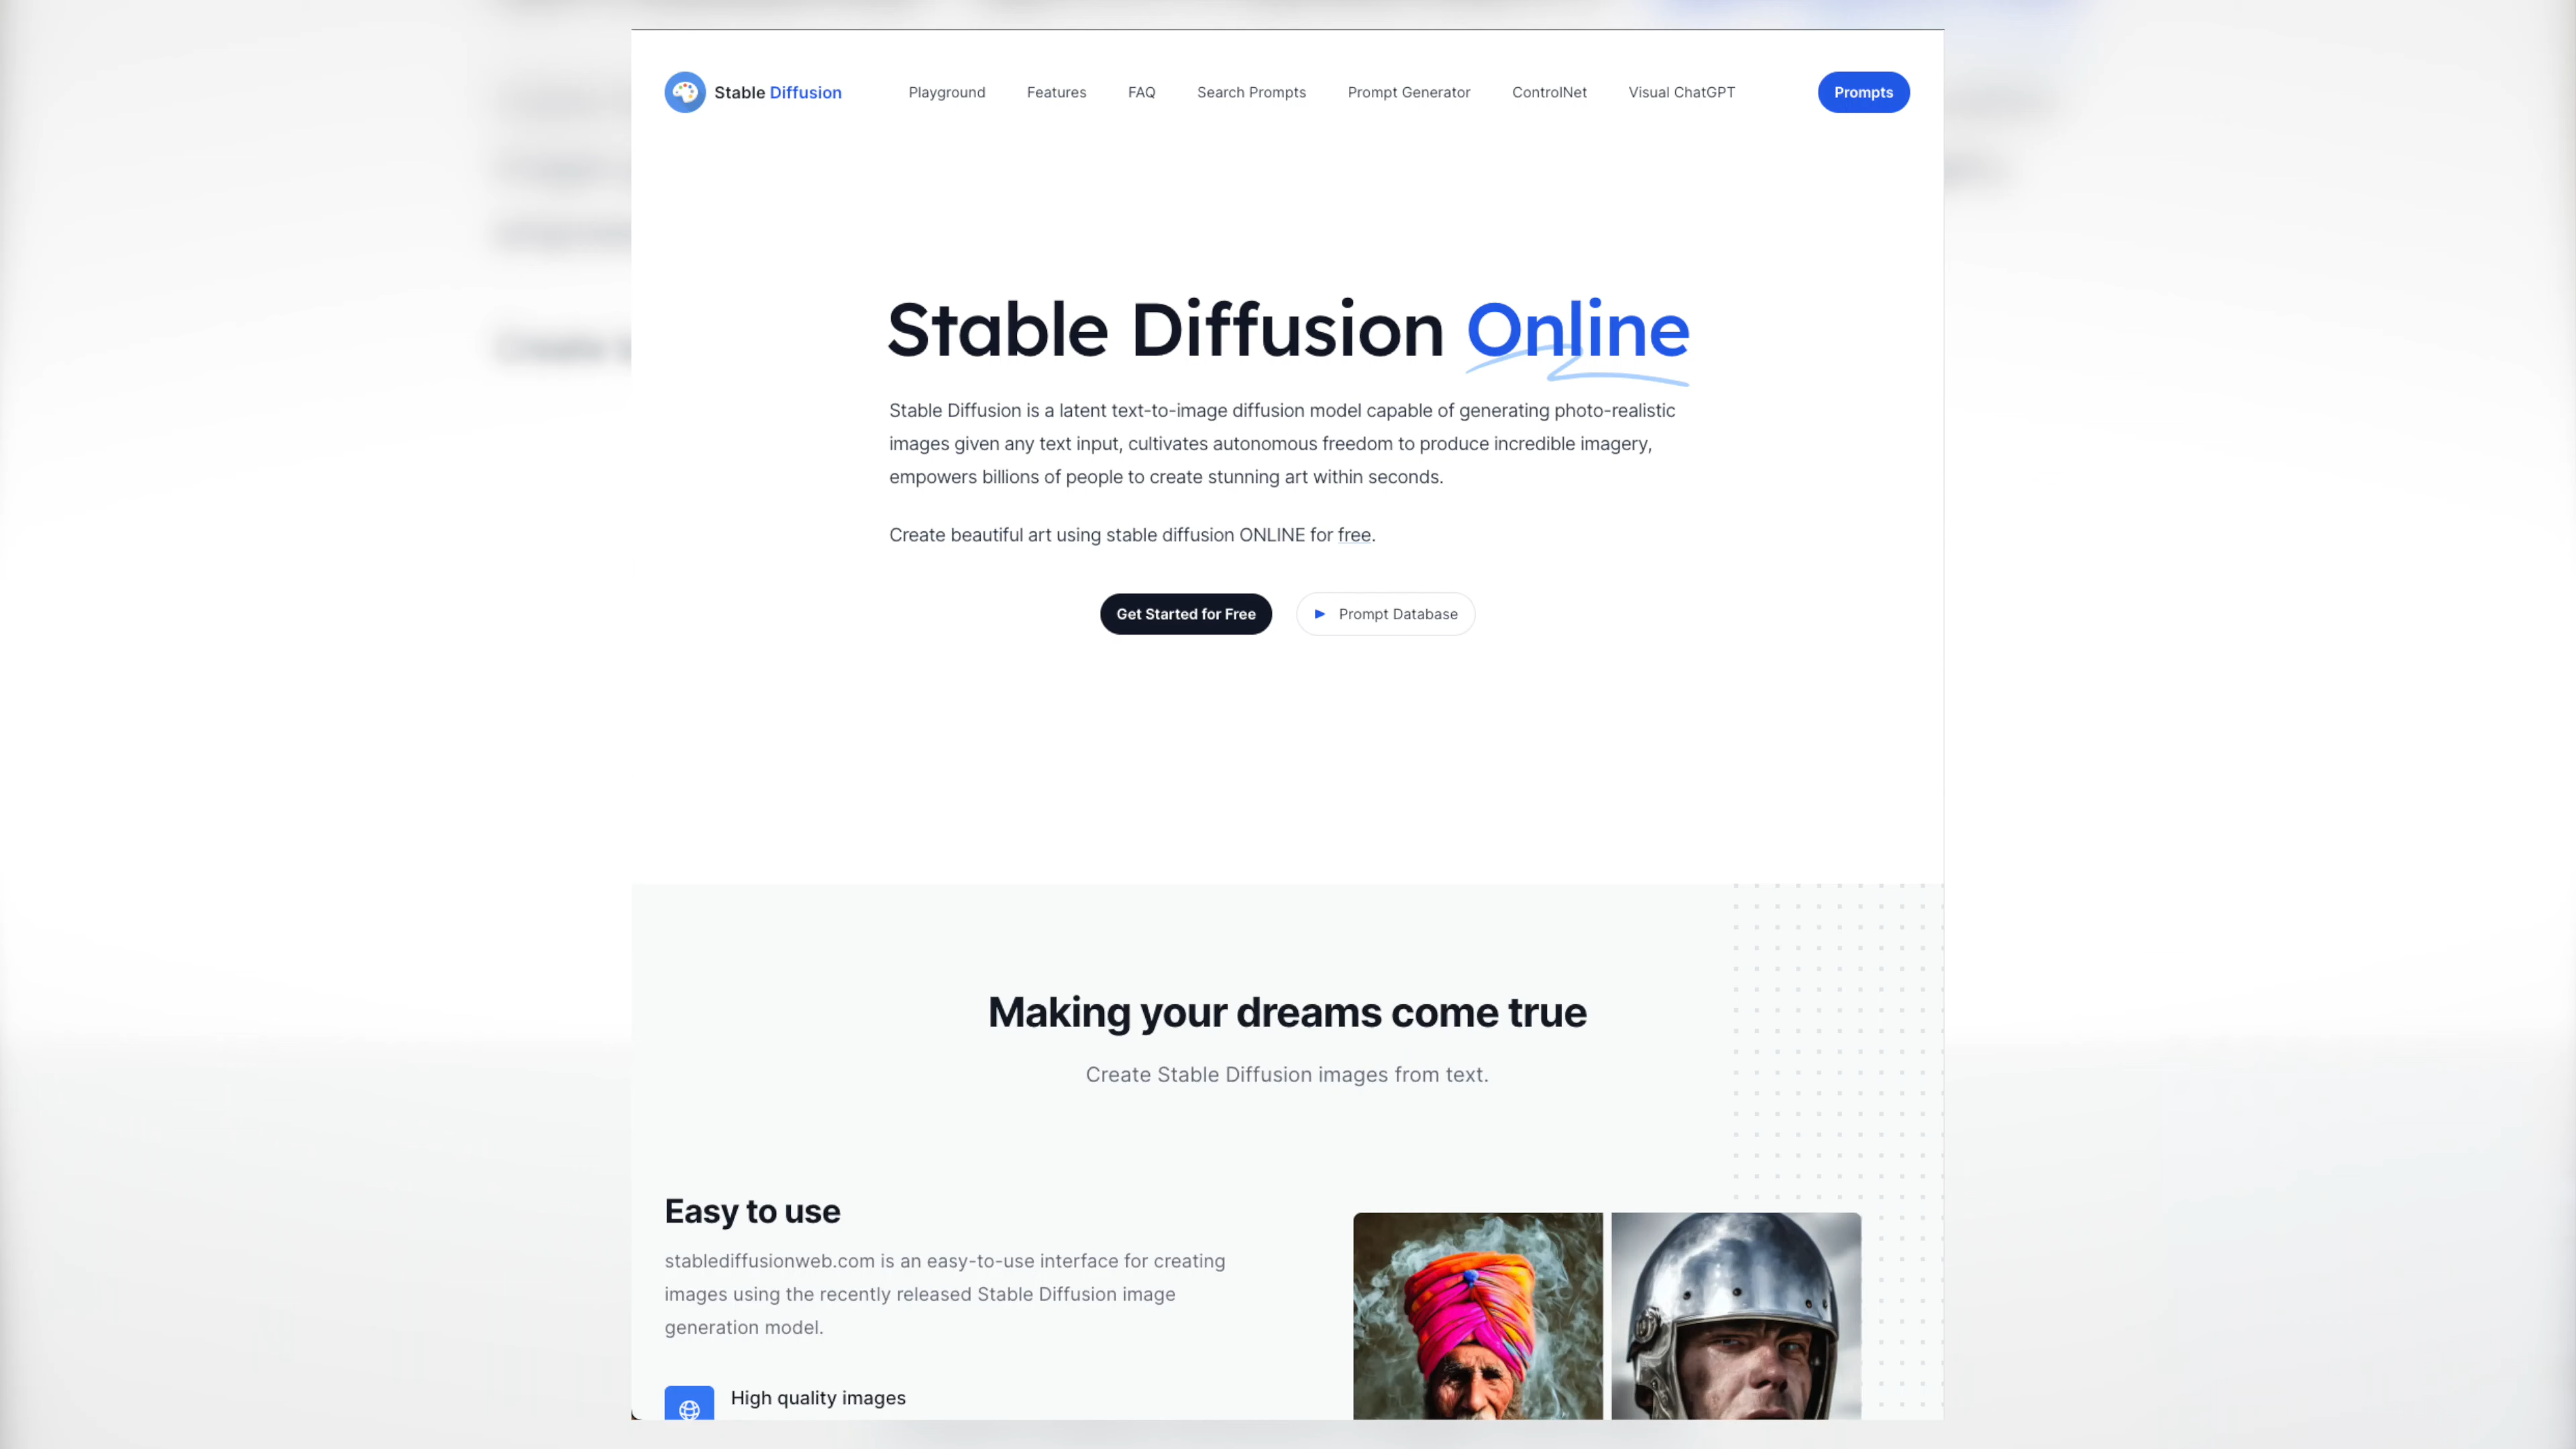 Stable Diffusion
Playground
Features
FAQ
Search Prompts
Prompt Generator
ControlNet
Visual ChatGPT
Prompts
Stable Diffusion Online
Stable Diffusion is a latent text-to-image diffusion model capable of generating photo-realistic
images given any text input, cultivates autonomous freedom to produce incredible imagery,
empowers billions of people to create stunning art within seconds.
Create beautiful art using stable diffusion ONLINE for free.
Get Started for Free
Prompt Database
Making your dreams come true
Create Stable Diffusion images from text.
Easy to use
stablediffusionweb.com is an easy-to-use interface for creating
images using the recently released Stable Diffusion image
generation model.
High quality images